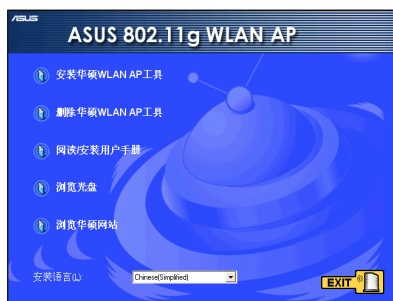 ASUS
ASUS 802.11g WLAN AP
安装华硕WLAN AP工具
删除华硕WLAN AP工具
阅读/安装用户手册
浏览光盘
浏览华硕网站
安装语言(L)
Chinese(Simplified)
EXIT